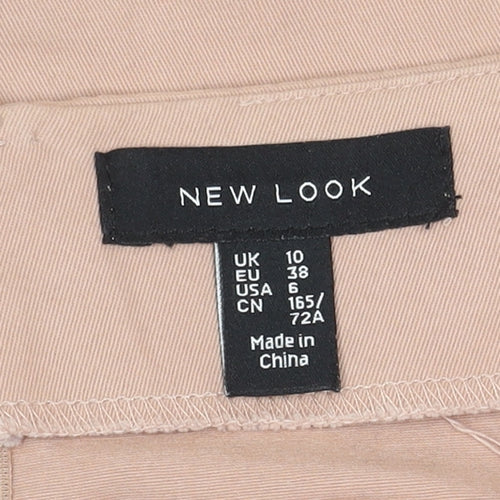 NEW LOOK
UK 10
EU 38
USA 6
CN 165/
72A
Made in
China